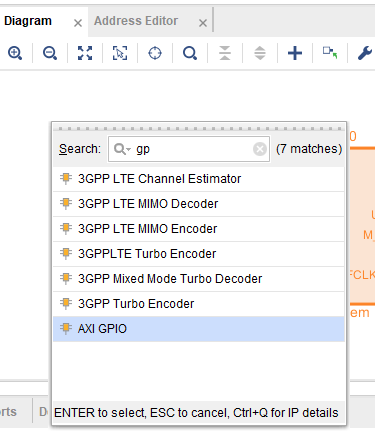 Diagram × Address Editor ×
Search: gp (7 matches)
3GPP LTE Channel Estimator
3GPP LTE MIMO Decoder
3GPP LTE MIMO Encoder
3GPPLTE Turbo Encoder
3GPP Mixed Mode Turbo Decoder
3GPP Turbo Encoder
AXI GPIO
ENTER to select, ESC to cancel, Ctrl+Q for IP details
0
M_
FCLK
em
orts